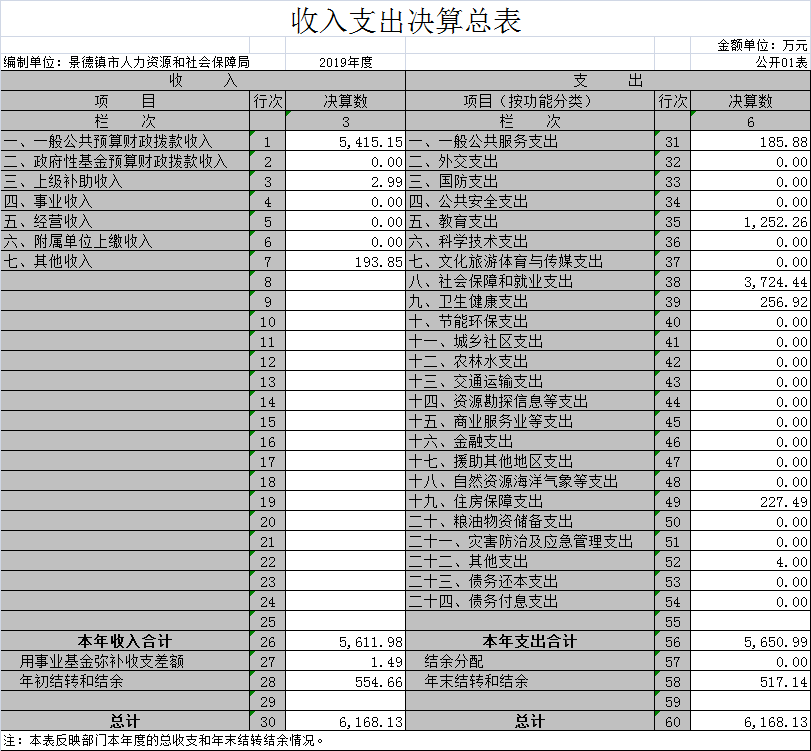 收入支出决算总表
金额单位：万元
编制单位：景德镇市人力资源和社会保障局 2019年度 公开01表
收 入 支 出
项 目 行次 决算数 项目（按功能分类） 行次 决算数
栏 次 3 栏 次 6
一、一般公共预算财政拨款收入 1 5,415.15 一、一般公共服务支出 31 185.88
二、政府性基金预算财政拨款收入 2 0.00 二、外交支出 32 0.00
三、上级补助收入 3 2.99 三、国防支出 33 0.00
四、事业收入 4 0.00 四、公共安全支出 34 0.00
五、经营收入 5 0.00 五、教育支出 35 1,252.26
六、附属单位上缴收入 6 0.00 六、科学技术支出 36 0.00
七、其他收入 7 193.85 七、文化旅游体育与传媒支出 37 0.00
8 八、社会保障和就业支出 38 3,724.44
9 九、卫生健康支出 39 256.92
10 十、节能环保支出 40 0.00
11 十一、城乡社区支出 41 0.00
12 十二、农林水支出 42 0.00
13 十三、交通运输支出 43 0.00
14 十四、资源勘探信息等支出 44 0.00
15 十五、商业服务业等支出 45 0.00
16 十六、金融支出 46 0.00
17 十七、援助其他地区支出 47 0.00
18 十八、自然资源海洋气象等支出 48 0.00
19 十九、住房保障支出 49 227.49
20 二十、粮油物资储备支出 50 0.00
21 二十一、灾害防治及应急管理支出 51 0.00
22 二十二、其他支出 52 4.00
23 二十三、债务还本支出 53 0.00
24 二十四、债务付息支出 54 0.00
25 55
本年收入合计 26 5,611.98 本年支出合计 56 5,650.99
用事业基金弥补收支差额 27 1.49 结余分配 57 0.00
年初结转和结余 28 554.66 年末结转和结余 58 517.14
29 59
总计 30 6,168.13 总计 60 6,168.13
注：本表反映部门本年度的总收支和年末结转结余情况。